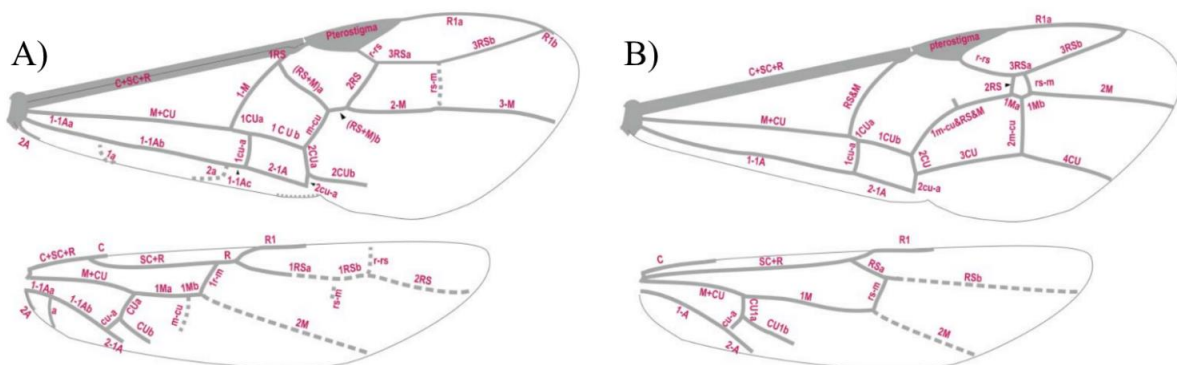 A)
C+SC+R
Pterostigma
R1a
R1b
1RS
r-rs
3RSa
3RSb
(RS+M)a
2RS
rs-m
1-M
2-M
3-M
M+CU
1CUa
1CUb
m-cu
(RS+M)b
1-1Aa
1-1Ab
1cu-a
2CUa
2CUb
2A
1a
2a
1-1Ac
2-1A
2cu-a
C+SC+R
C
SC+R
R
R1
r-rs
1RSa
1RSb
2RS
rs-m
M+CU
1Ma
1Mb
1r-m
1-1Aa
1-1Ab
CUa
m-cu
2M
2A
a
cu-a
CUb
2-1A
B)
C+SC+R
pterostigma
R1a
r-rs
3RSa
3RSb
RS&M
2RS
rs-m
1Ma
1Mb
2M
M+CU
1CUa
1CUb
1m-cu&RS&M
2m-cu
1-1A
1cu-a
2CU
3CU
4CU
2-1A
2cu-a
C
SC+R
R1
RSa
RSb
M+CU
1M
rs-m
2M
1-A
cu-a
CU1a
CU1b
2-A